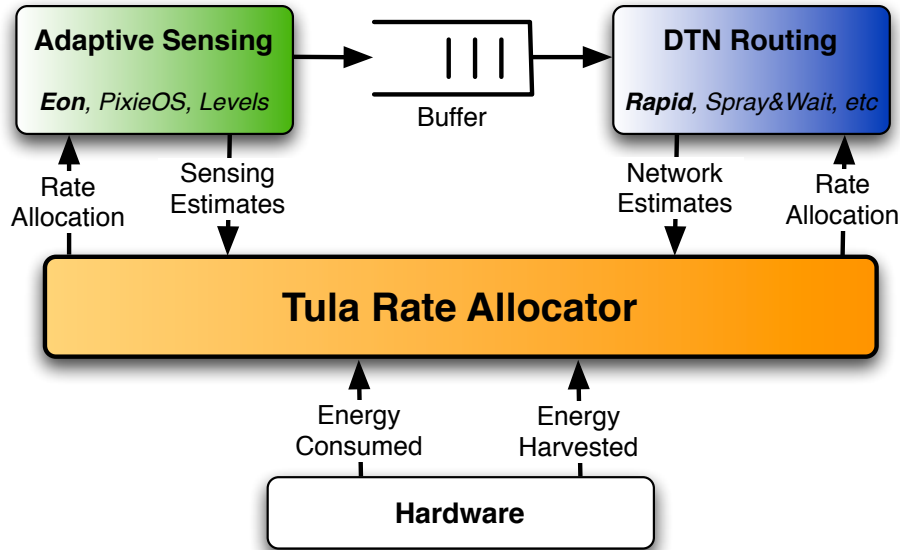 Adaptive Sensing
Eon, PixieOS, Levels
Buffer
DTN Routing
Rapid, Spray&Wait, etc
Rate
Allocation
Sensing
Estimates
Network
Estimates
Rate
Allocation
Tula Rate Allocator
Energy
Consumed
Energy
Harvested
Hardware